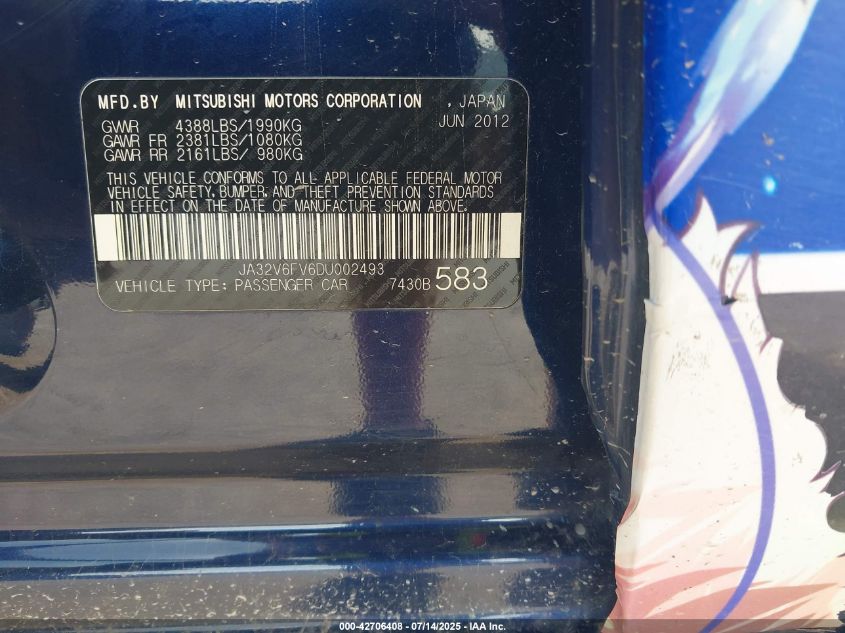 MFD.BY MITSUBISHI MOTORS CORPORATION , JAPAN
GVWR 4388LBS/1990KG JUN 2012
GAWR FR 2381LBS/1080KG
GAWR RR 2161LBS/ 980KG
THIS VEHICLE CONFORMS TO ALL APPLICABLE FEDERAL MOTOR
VEHICLE SAFETY, BUMPER, AND THEFT PREVENTION STANDARDS
IN EFFECT ON THE DATE OF MANUFACTURE SHOWN ABOVE.
JA32V6FV6DU002493
VEHICLE TYPE: PASSENGER CAR 7430B 583
000-42706408 - 07/14/2025 - IAA Inc.